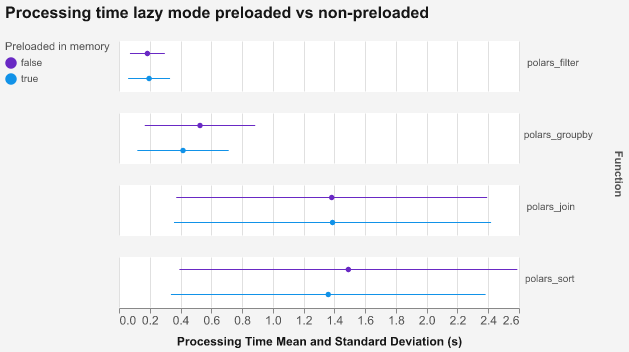 Processing time lazy mode preloaded vs non-preloaded
Preloaded in memory
false
true
polars_filter
polars_groupby
polars_join
polars_sort
Function
0.0 0.2 0.4 0.6 0.8 1.0 1.2 1.4 1.6 1.8 2.0 2.2 2.4 2.6
Processing Time Mean and Standard Deviation (s)